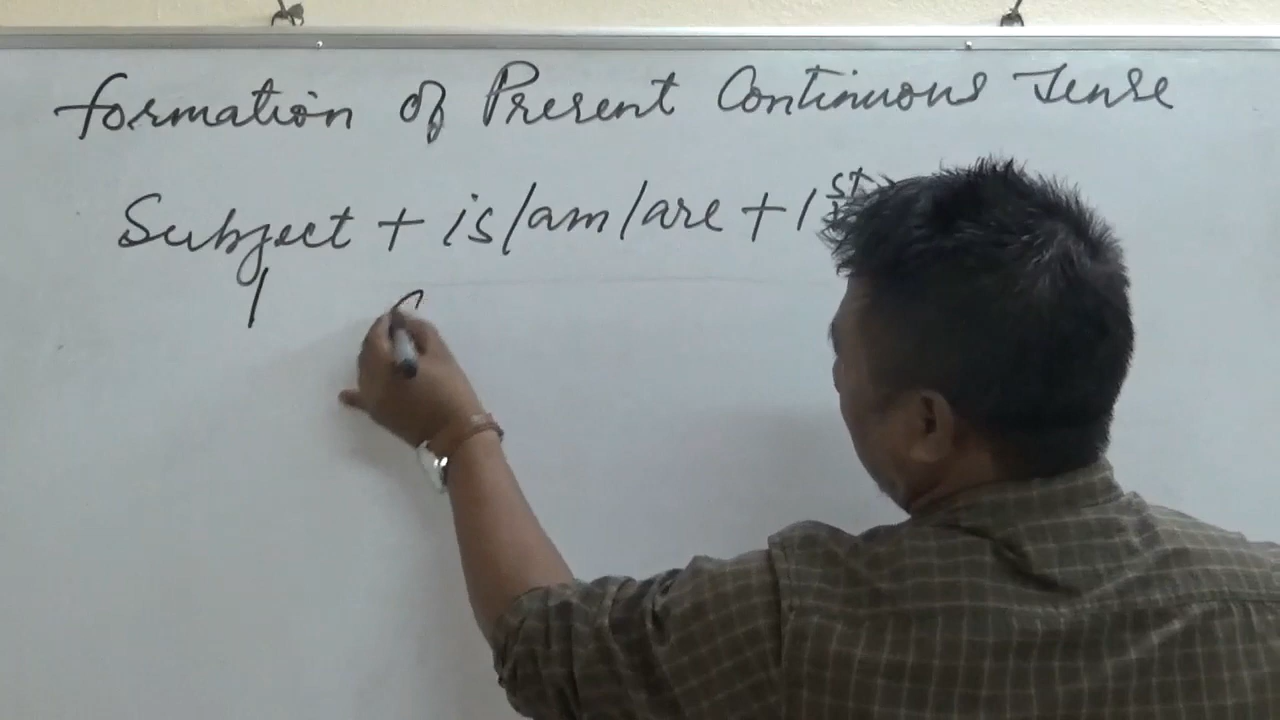 Formation of Present Continuous Tense
Subject + is/am/are + 1st
I